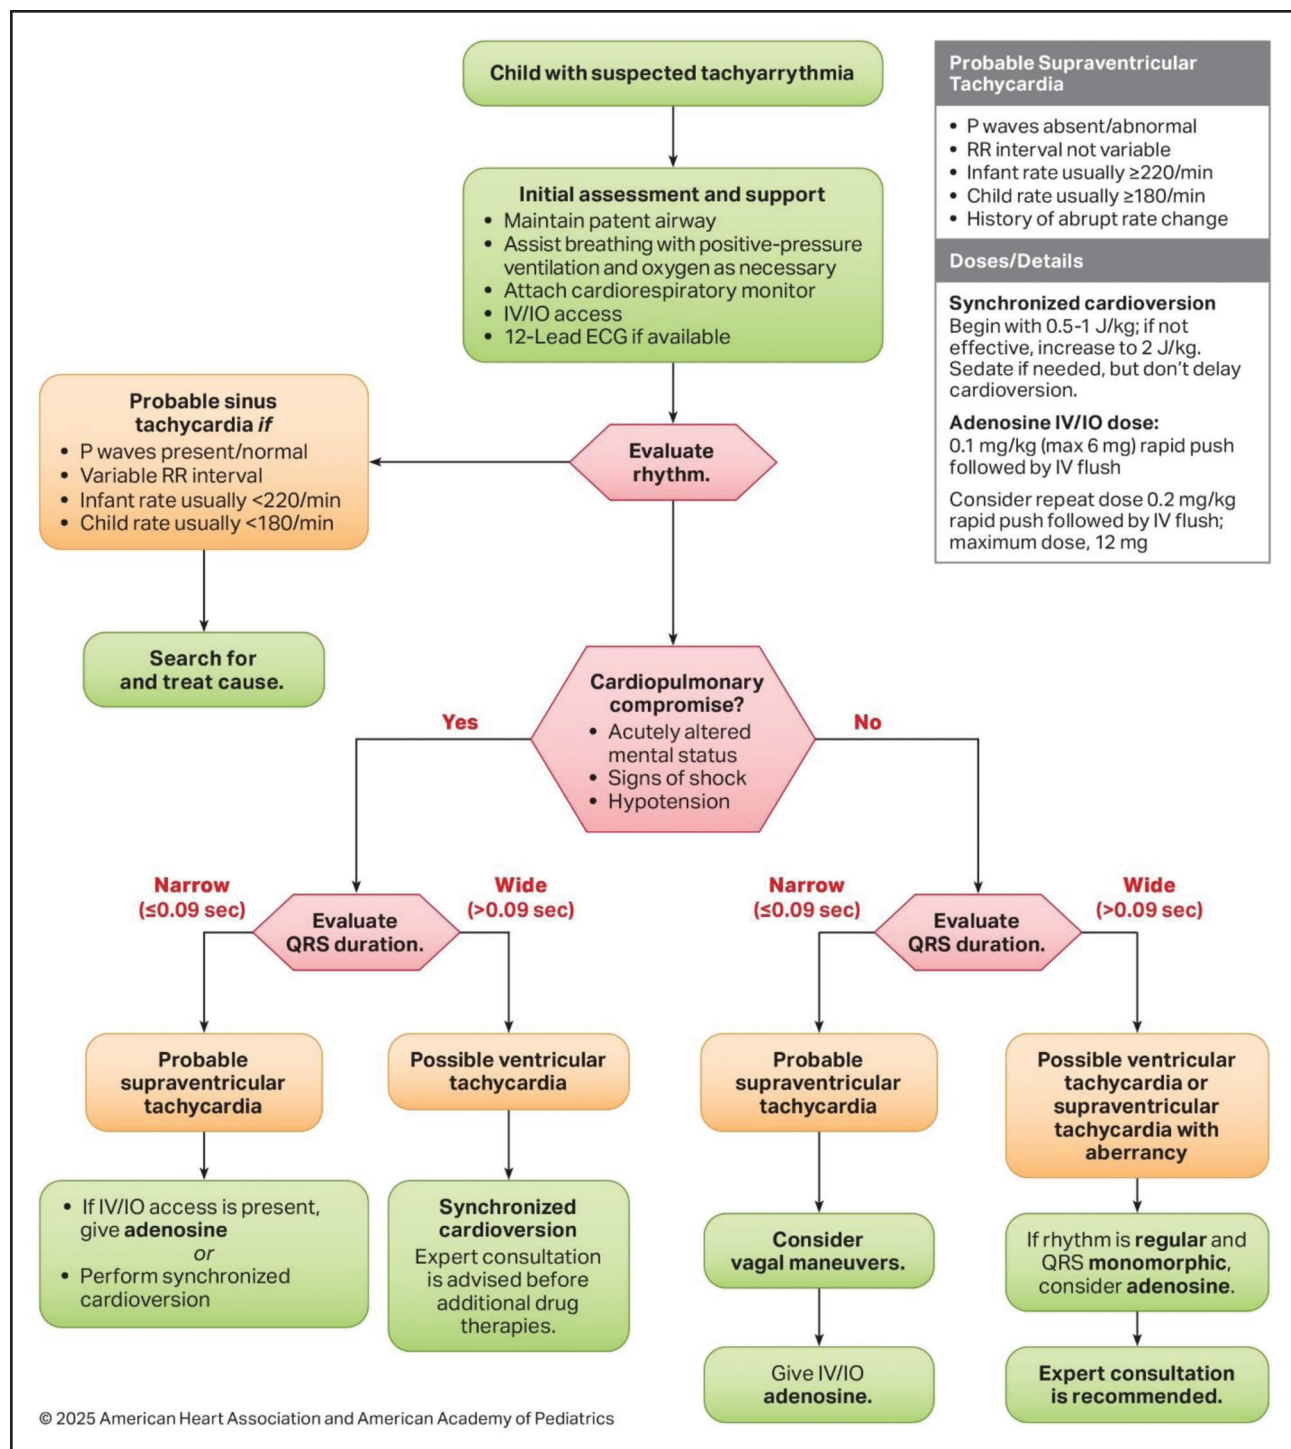 Child with suspected tachyarrythmia
Initial assessment and support
• Maintain patent airway
• Assist breathing with positive-pressure
ventilation and oxygen as necessary
• Attach cardiorespiratory monitor
• IV/IO access
• 12-Lead ECG if available
Probable Supraventricular
Tachycardia
• P waves absent/abnormal
• RR interval not variable
• Infant rate usually ≥220/min
• Child rate usually ≥180/min
• History of abrupt rate change
Doses/Details
Synchronized cardioversion
Begin with 0.5-1 J/kg; if not
effective, increase to 2 J/kg.
Sedate if needed, but don’t delay
cardioversion.
Adenosine IV/IO dose:
0.1 mg/kg (max 6 mg) rapid push
followed by IV flush
Consider repeat dose 0.2 mg/kg
rapid push followed by IV flush;
maximum dose, 12 mg
Evaluate
rhythm.
Probable sinus
tachycardia if
• P waves present/normal
• Variable RR interval
• Infant rate usually <220/min
• Child rate usually <180/min
Search for
and treat cause.
Cardiopulmonary
compromise?
• Acutely altered
mental status
• Signs of shock
• Hypotension
Yes
No
Narrow
(≤0.09 sec)
Evaluate
QRS duration.
Wide
(>0.09 sec)
Narrow
(≤0.09 sec)
Evaluate
QRS duration.
Wide
(>0.09 sec)
Probable
supraventricular
tachycardia
Possible ventricular
tachycardia
Probable
supraventricular
tachycardia
Possible ventricular
tachycardia or
supraventricular
tachycardia with
aberrancy
• If IV/IO access is present,
give adenosine
or
• Perform synchronized
cardioversion
Synchronized
cardioversion
Expert consultation
is advised before
additional drug
therapies.
Consider
vagal maneuvers.
If rhythm is regular and
QRS monomorphic,
consider adenosine.
Give IV/IO
adenosine.
Expert consultation
is recommended.
© 2025 American Heart Association and American Academy of Pediatrics